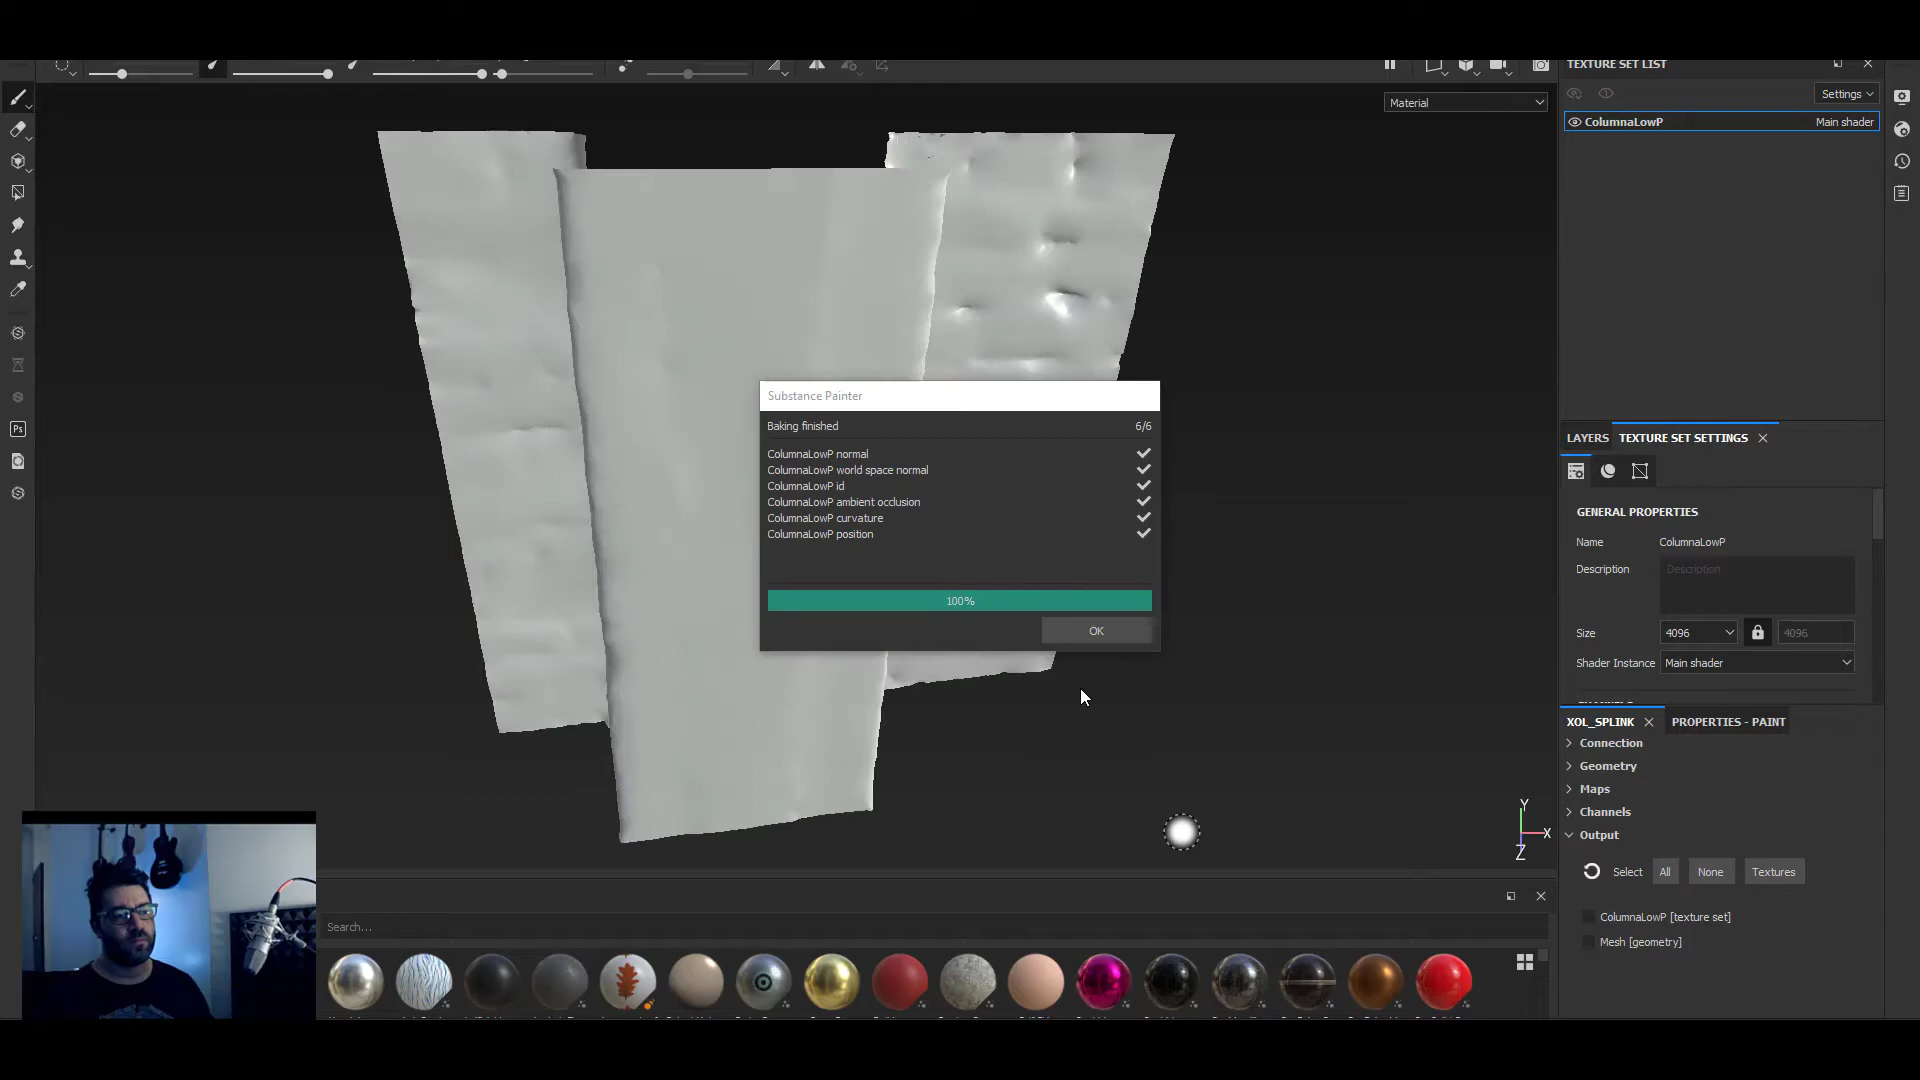 TEXTURE SET LIST
Settings
Material
ColumnaLowP
Main shader
Substance Painter
Baking finished
6/6
ColumnaLowP normal
ColumnaLowP world space normal
ColumnaLowP id
ColumnaLowP ambient occlusion
ColumnaLowP curvature
ColumnaLowP position
100%
OK
LAYERS
TEXTURE SET SETTINGS
GENERAL PROPERTIES
Name
ColumnaLowP
Description
Description
Size
4096
4096
Shader Instance
Main shader
XOL_SPLINK
PROPERTIES - PAINT
Connection
Geometry
Maps
Channels
Output
Select
All
None
Textures
ColumnaLowP [texture set]
Mesh [geometry]
Ps
Y
X
Z
Search...